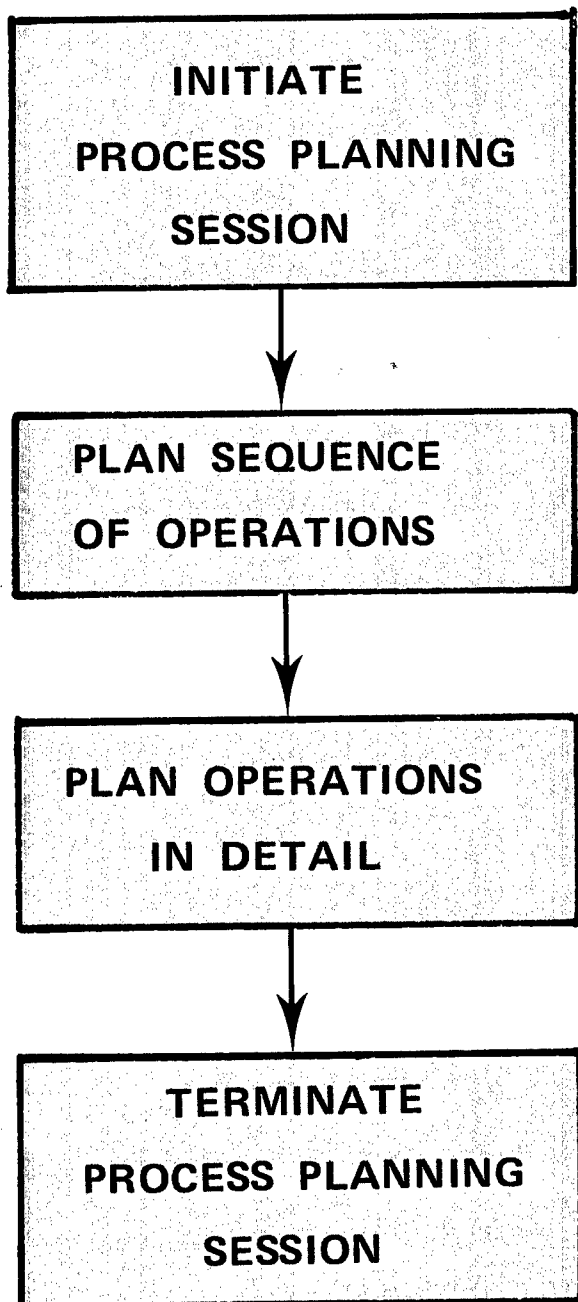 INITIATE
PROCESS PLANNING
SESSION
PLAN SEQUENCE
OF OPERATIONS
PLAN OPERATIONS
IN DETAIL
TERMINATE
PROCESS PLANNING
SESSION